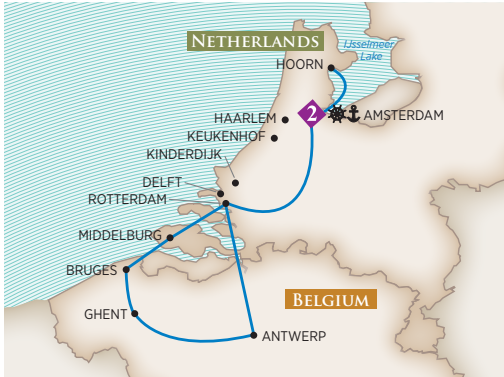 NETHERLANDS
IJsselmeer
Lake
HOORN
2
HAARLEM
AMSTERDAM
KEUKENHOF
KINDERDIJK
DELFT
ROTTERDAM
MIDDELBURG
BRUGES
BELGIUM
GHENT
ANTWERP